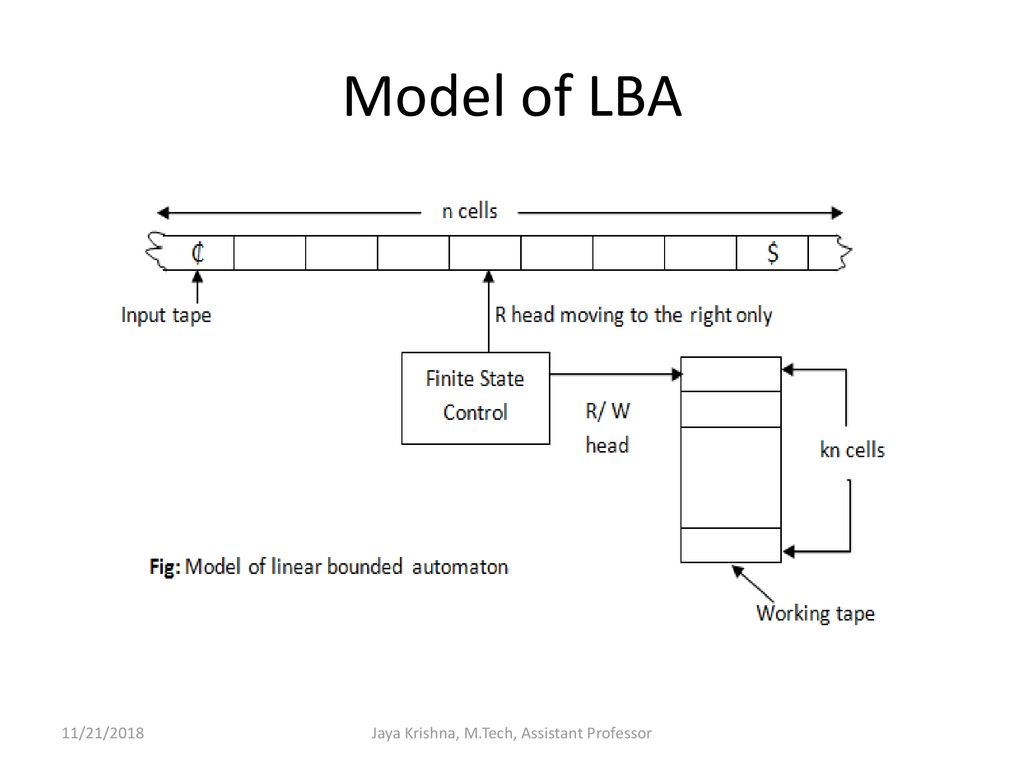 Model of LBA
n cells
₵ $
Input tape
R head moving to the right only
Finite State
Control
R/ W
head
kn cells
Fig: Model of linear bounded automaton
Working tape
11/21/2018
Jaya Krishna, M.Tech, Assistant Professor